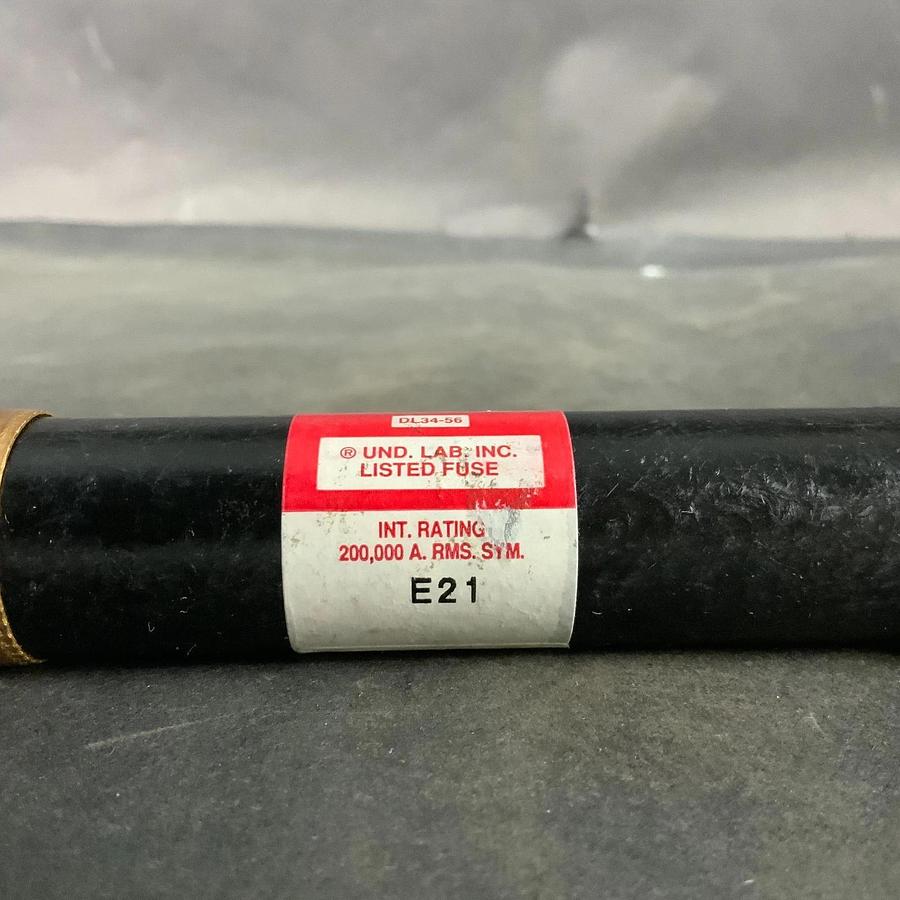 DL34-56
® UND. LAB. INC.
LISTED FUSE
INT. RATING
200,000 A. RMS. SYM.
E21